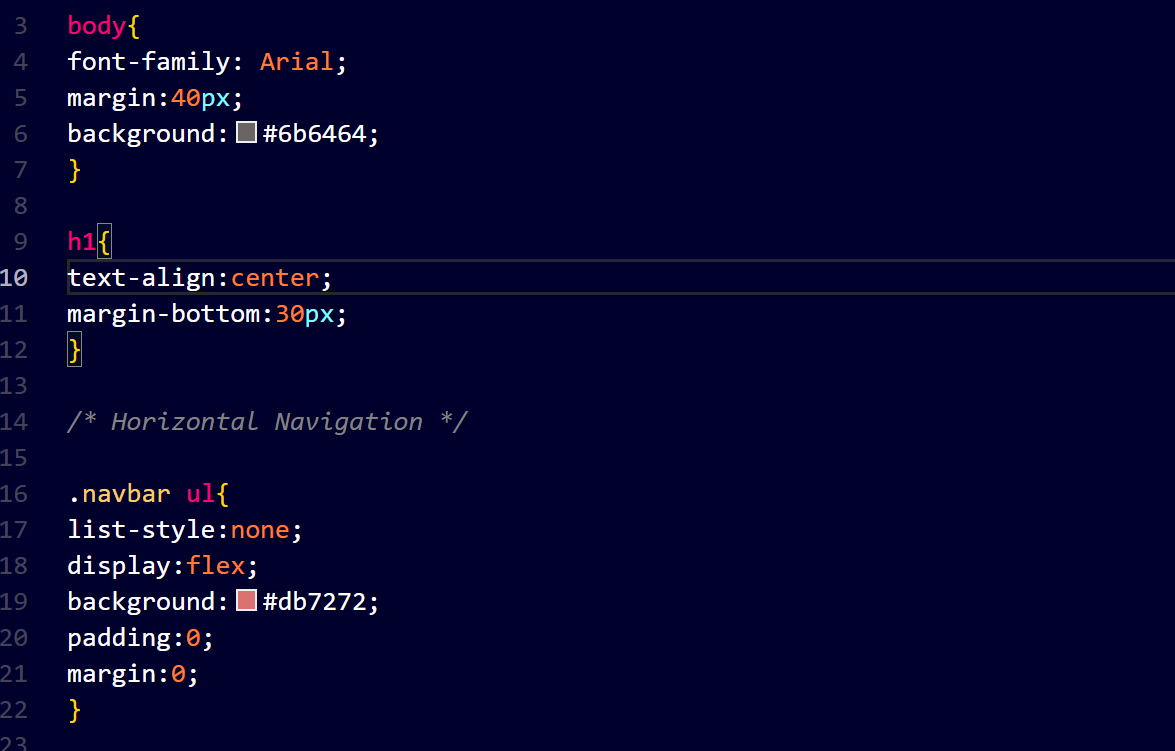 3 body{
4 font-family: Arial;
5 margin:40px;
6 background:#6b6464;
7 }
8
9 h1{
10 text-align:center;
11 margin-bottom:30px;
12 }
13
14 /* Horizontal Navigation */
15
16 .navbar ul{
17 list-style:none;
18 display:flex;
19 background:#db7272;
20 padding:0;
21 margin:0;
22 }
23